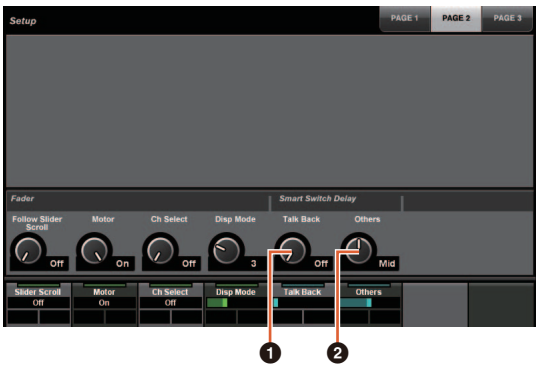 Setup
PAGE 1 PAGE 2 PAGE 3
Fader Smart Switch Delay
Follow Slider Scroll Motor Ch Select Disp Mode Talk Back Others
Off On Off 3 Off Mid
Slider Scroll Motor Ch Select Disp Mode Talk Back Others
Off On Off
1 2